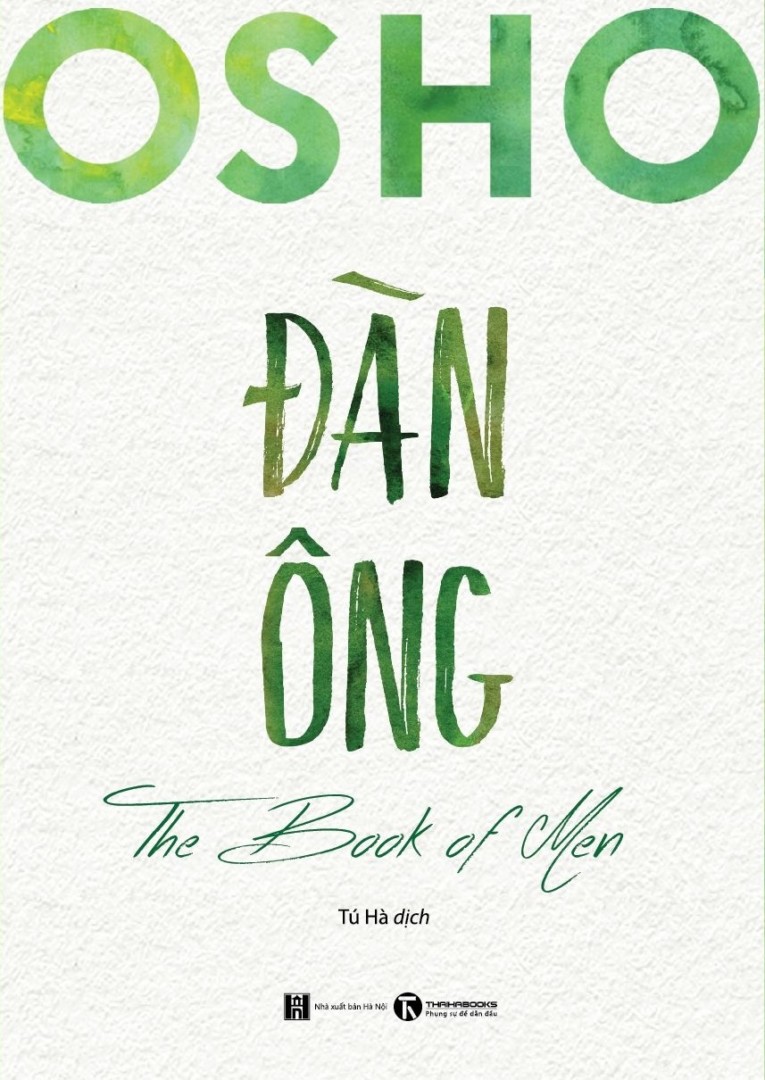 OSHO
ĐÀN
ÔNG
The Book of Men
Tú Hà dịch
Nhà xuất bản Hà Nội
THAIHABOOKS
Phụng sự để dẫn đầu